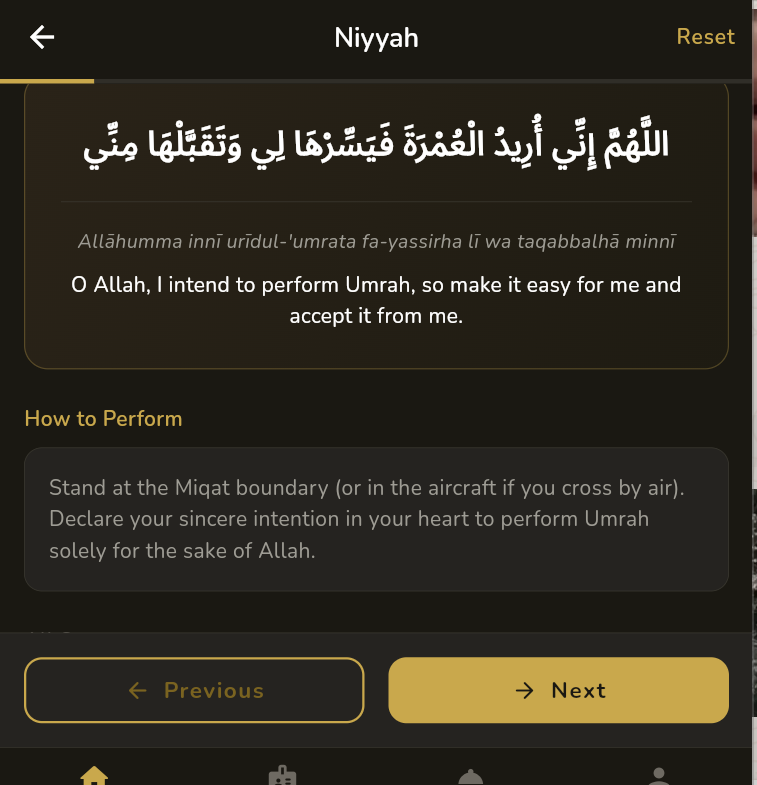 Niyyah
Reset
اللَّهُمَّ إِنِّي أُرِيدُ الْعُمْرَةَ فَيَسِّرْهَا لِي وَتَقَبَّلْهَا مِنِّي
Allāhumma innī urīdul-'umrata fa-yassirha lī wa taqabbalhā minnī
O Allah, I intend to perform Umrah, so make it easy for me and
accept it from me.
How to Perform
Stand at the Miqat boundary (or in the aircraft if you cross by air).
Declare your sincere intention in your heart to perform Umrah
solely for the sake of Allah.
Previous
Next